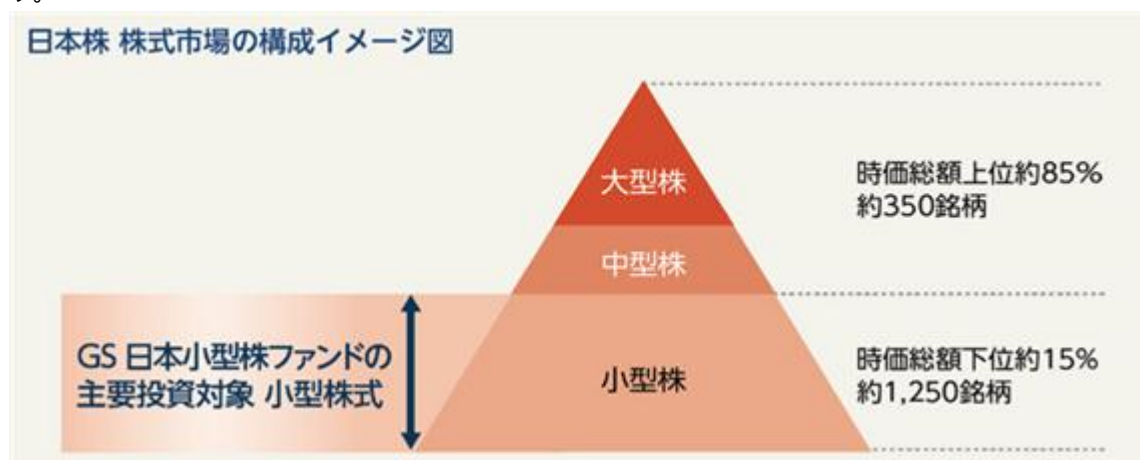 す。
日本株 株式市場の構成イメージ図
大型株
時価総額上位約85%
約350銘柄
中型株
GS 日本小型株ファンドの
主要投資対象 小型株式
小型株
時価総額下位約15%
約1,250銘柄